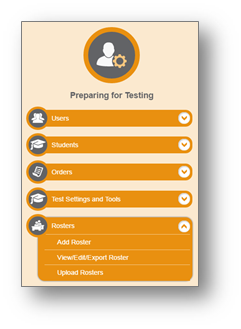 Preparing for Testing
Users
Students
Orders
Test Settings and Tools
Rosters
Add Roster
View/Edit/Export Roster
Upload Rosters